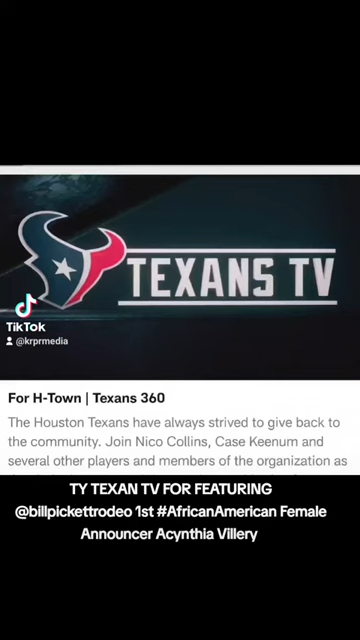 TEXANS TV
TikTok
@krprmedia
For H-Town | Texans 360
The Houston Texans have always strived to give back to
the community. Join Nico Collins, Case Keenum and
several other players and members of the organization as
TY TEXAN TV FOR FEATURING
@billpickettrodeo 1st #AfricanAmerican Female
Announcer Acynthia Villery